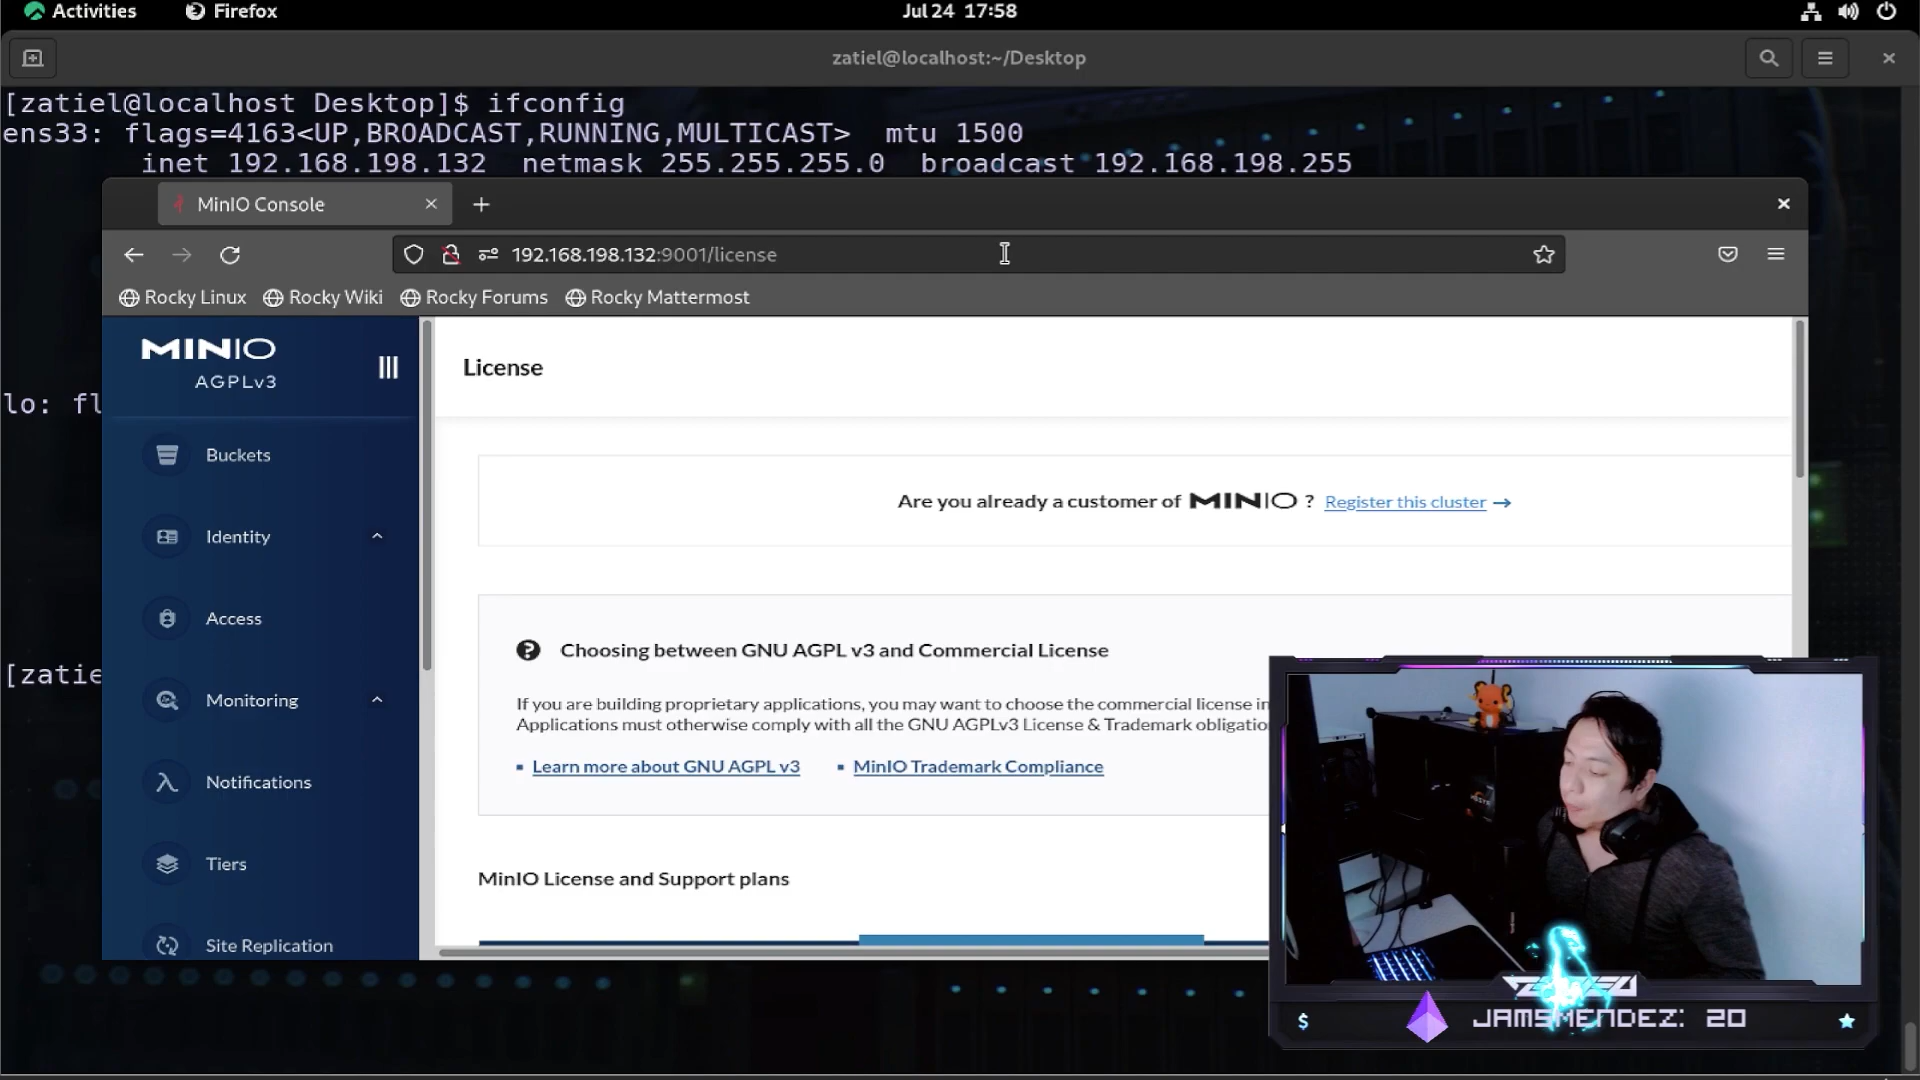 Activities Firefox Jul 24 17:58
zatiel@localhost:~/Desktop
[zatiel@localhost Desktop]$ ifconfig
ens33: flags=4163<UP,BROADCAST,RUNNING,MULTICAST> mtu 1500
inet 192.168.198.132 netmask 255.255.255.0 broadcast 192.168.198.255
MinIO Console
192.168.198.132:9001/license
Rocky Linux Rocky Wiki Rocky Forums Rocky Mattermost
MINIO
AGPLv3
License
lo: fl
Buckets
Are you already a customer of MINIO ? Register this cluster →
Identity
Access
Choosing between GNU AGPL v3 and Commercial License
[zatie
Monitoring
If you are building proprietary applications, you may want to choose the commercial license in
Applications must otherwise comply with all the GNU AGPLv3 License & Trademark obligatio
Learn more about GNU AGPL v3 MinIO Trademark Compliance
Notifications
Tiers
MinIO License and Support plans
Site Replication
$ JAMSMENDEZ: 20